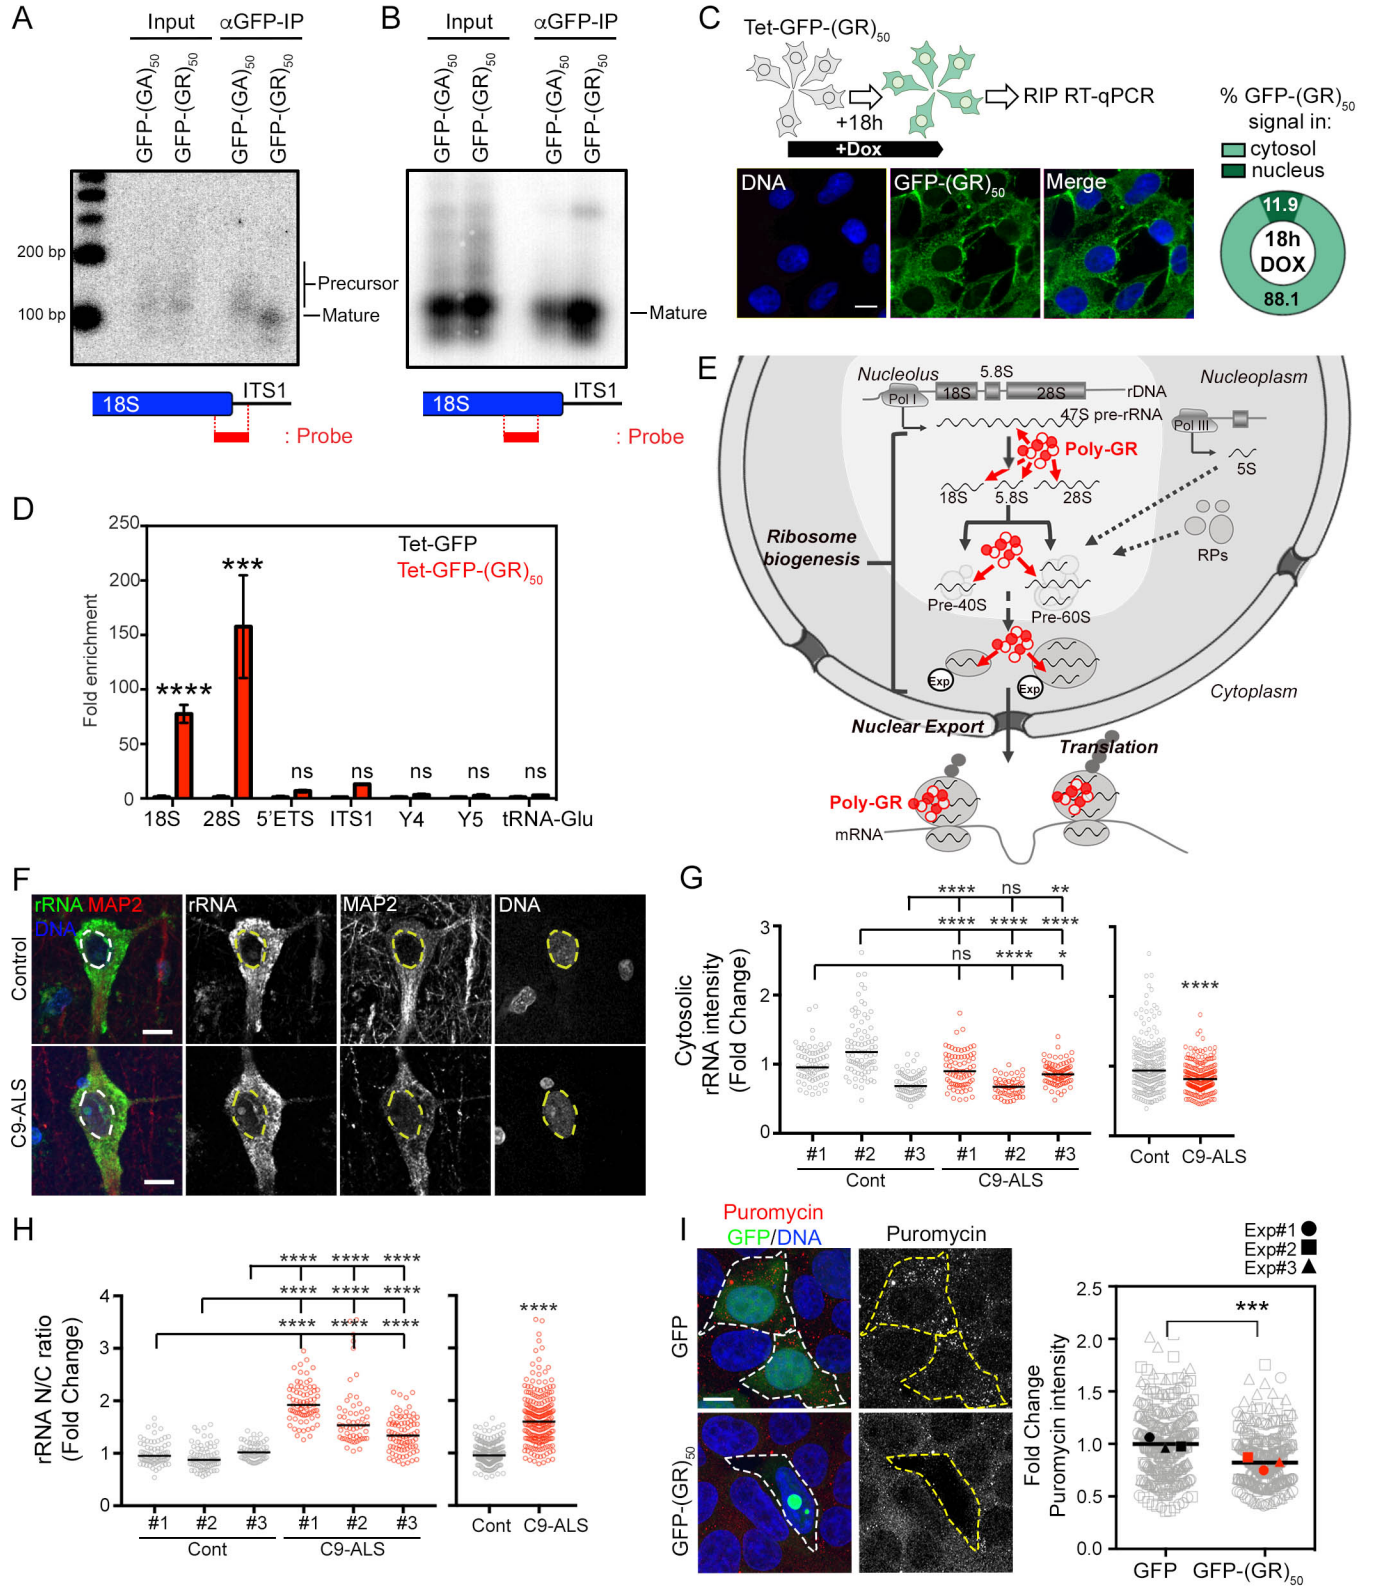 A
Input
αGFP-IP
GFP-(GA)50
GFP-(GR)50
GFP-(GA)50
GFP-(GR)50
200 bp
100 bp
Precursor
Mature
18S
ITS1
: Probe
B
Input
αGFP-IP
GFP-(GA)50
GFP-(GR)50
GFP-(GA)50
GFP-(GR)50
Mature
18S
ITS1
: Probe
C
Tet-GFP-(GR)50
+18h
+Dox
RIP RT-qPCR
DNA
GFP-(GR)50
Merge
% GFP-(GR)50
signal in:
cytosol
nucleus
11.9
18h
DOX
88.1
D
Fold enrichment
250
200
150
100
50
0
Tet-GFP
Tet-GFP-(GR)50
****
***
ns
ns
ns
ns
ns
18S
28S
5'ETS
ITS1
Y4
Y5
tRNA-Glu
E
Nucleolus
5.8S
Nucleoplasm
18S
28S
rDNA
Pol I
47S pre-rRNA
Pol III
Poly-GR
5S
18S
5.8S
28S
Ribosome
biogenesis
RPs
Pre-40S
Pre-60S
Exp
Exp
Cytoplasm
Nuclear Export
Translation
Poly-GR
mRNA
F
rRNA MAP2
DNA
rRNA
MAP2
DNA
Control
C9-ALS
G
Cytosolic
rRNA intensity
(Fold Change)
3
2
1
0
**** ns **
**** **** ****
ns **** *
#1 #2 #3 #1 #2 #3
Cont
C9-ALS
****
Cont C9-ALS
H
rRNA N/C ratio
(Fold Change)
4
3
2
1
0
**** **** ****
**** **** ****
**** **** ****
#1 #2 #3 #1 #2 #3
Cont
C9-ALS
****
Cont C9-ALS
I
Puromycin
GFP/DNA
Puromycin
GFP
GFP-(GR)50
Exp#1
Exp#2
Exp#3
Fold Change
Puromycin intensity
2.5
2.0
1.5
1.0
0.5
0.0
***
GFP
GFP-(GR)50